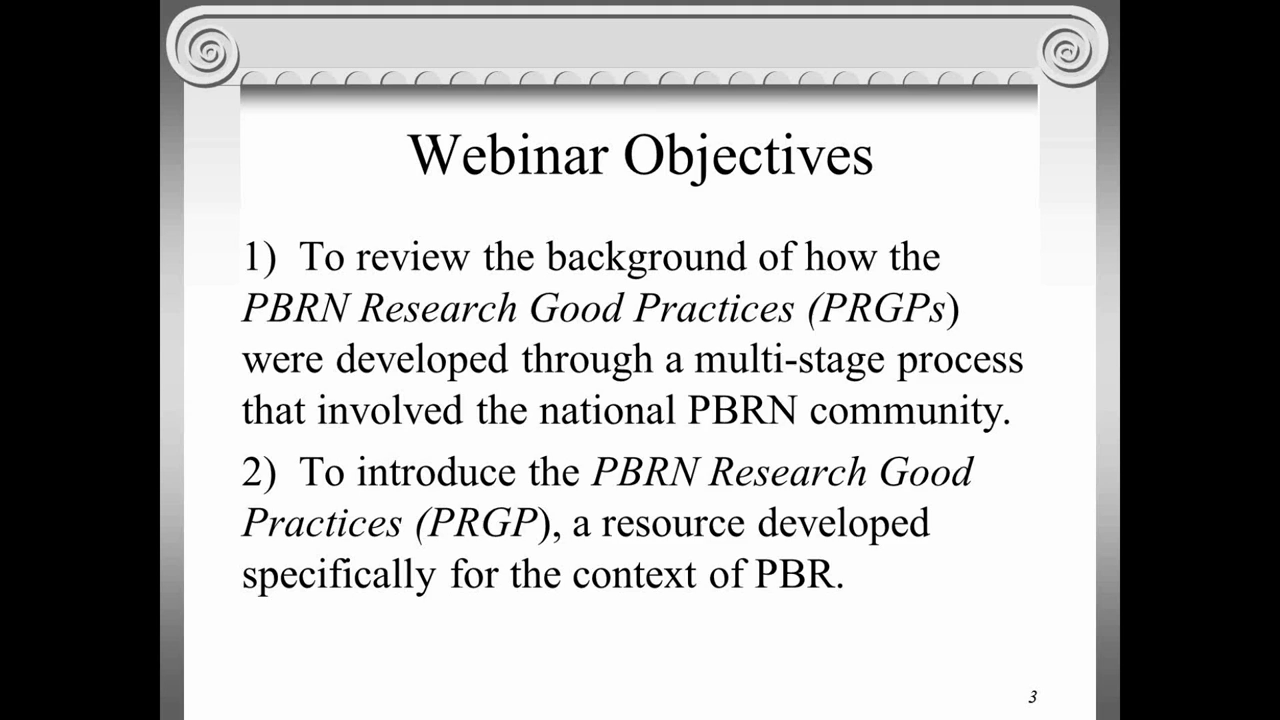 Webinar Objectives
1) To review the background of how the
PBRN Research Good Practices (PRGPs)
were developed through a multi-stage process
that involved the national PBRN community.
2) To introduce the PBRN Research Good
Practices (PRGP), a resource developed
specifically for the context of PBR.
3